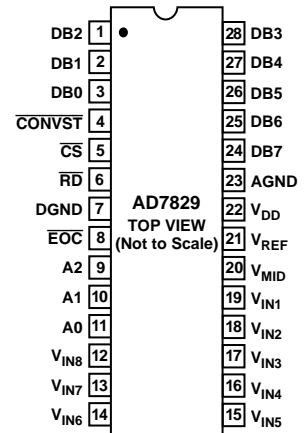 DB2 1 28 DB3
DB1 2 27 DB4
DB0 3 26 DB5
CONVST 4 25 DB6
CS 5 24 DB7
RD 6 23 AGND
DGND 7 AD7829 22 VDD
EOC 8 TOP VIEW 21 VREF
(Not to Scale)
A2 9 20 VMID
A1 10 19 VIN1
A0 11 18 VIN2
VIN8 12 17 VIN3
VIN7 13 16 VIN4
VIN6 14 15 VIN5